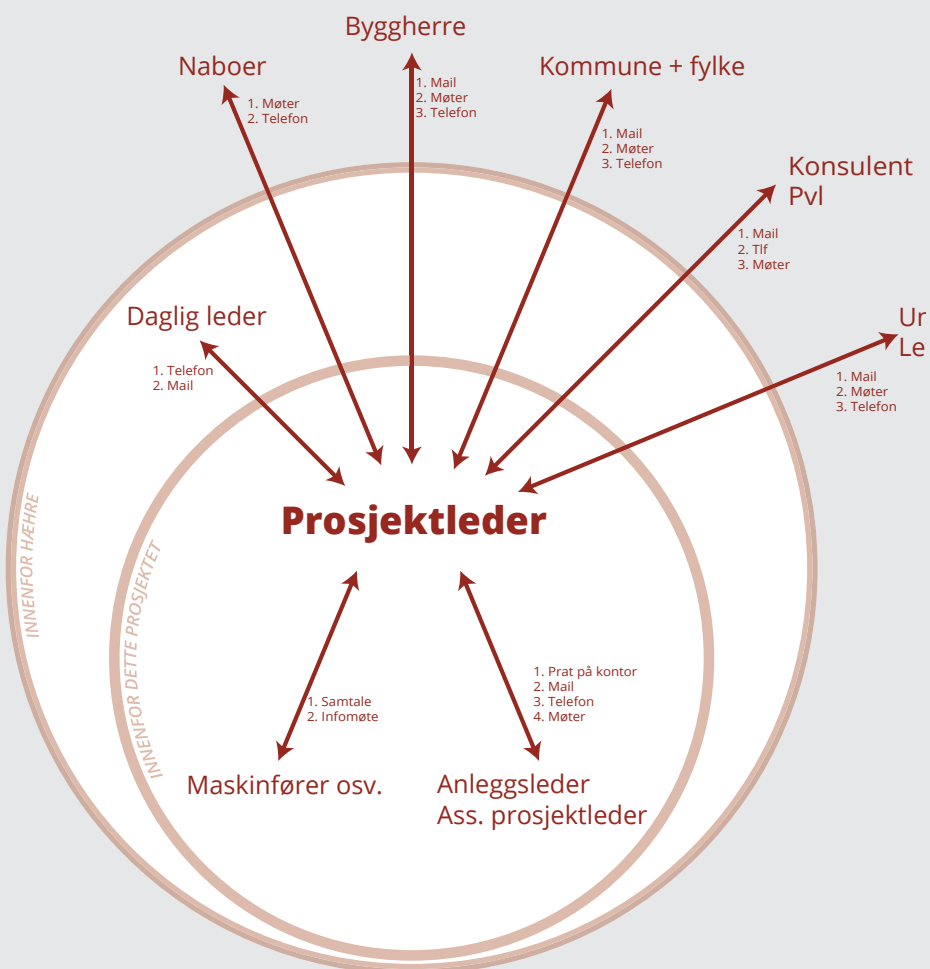 Byggherre
Naboer
Kommune + fylke
1. Mail
2. Møter
3. Telefon
1. Møter
2. Telefon
1. Mail
2. Møter
3. Telefon
Konsulent
Pvl
1. Mail
2. Tlf
3. Møter
Daglig leder
Ur
Le
1. Telefon
2. Mail
1. Mail
2. Møter
3. Telefon
Prosjektleder
INNENFOR HÆHRE
INNENFOR DETTE PROSJEKTET
1. Prat på kontor
2. Mail
3. Telefon
4. Møter
1. Samtale
2. Infomøte
Maskinfører osv.
Anleggsleder
Ass. prosjektleder